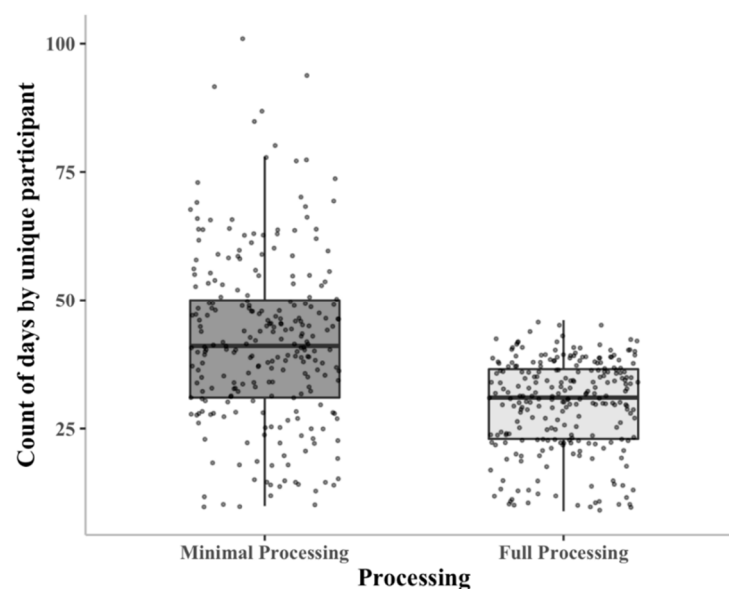 Count of days by unique participant
100
75
50
25
Minimal Processing
Full Processing
Processing